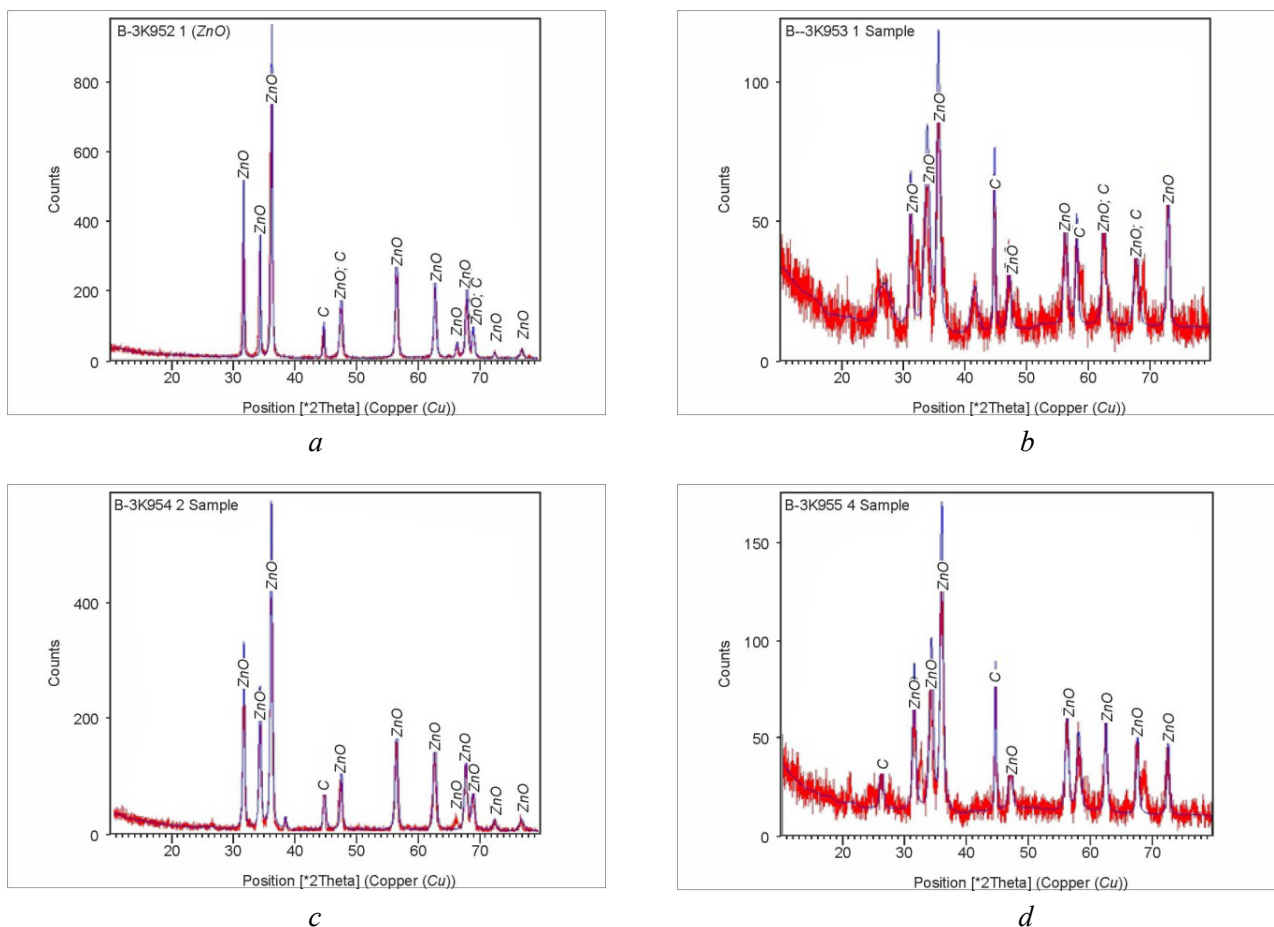 B-3K952 1 (ZnO)
800
600
400
200
0
Counts
ZnO
ZnO
ZnO
C
ZnO; C
ZnO
ZnO
ZnO
ZnO
ZnO; C
ZnO
ZnO
20 30 40 50 60 70
Position [*2Theta] (Copper (Cu))
a
B--3K953 1 Sample
100
50
0
Counts
ZnO
ZnO
ZnO
C
ZnO
ZnO
C
ZnO; C
ZnO; C
ZnO
20 30 40 50 60 70
Position [*2Theta] (Copper (Cu))
b
B-3K954 2 Sample
400
200
0
Counts
ZnO
ZnO
ZnO
C
ZnO
ZnO
ZnO
ZnO
ZnO
ZnO
ZnO
ZnO
20 30 40 50 60 70
Position [*2Theta] (Copper (Cu))
c
B-3K955 4 Sample
150
100
50
0
Counts
C
ZnO
ZnO
ZnO
C
ZnO
ZnO
ZnO
ZnO
ZnO
20 30 40 50 60 70
Position [*2Theta] (Copper (Cu))
d